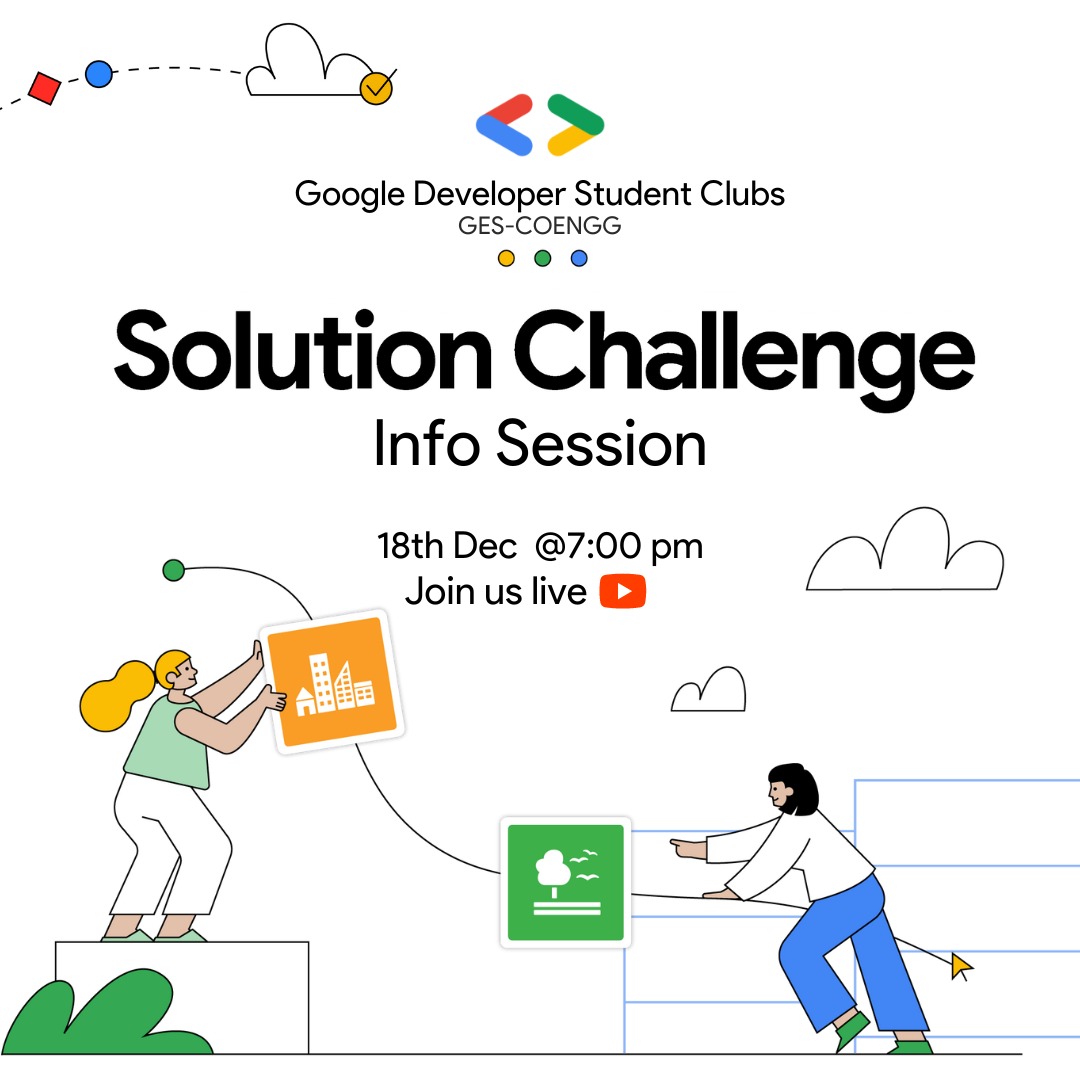 Google Developer Student Clubs
GES-COENGG
Solution Challenge
Info Session
18th Dec @7:00 pm
Join us live